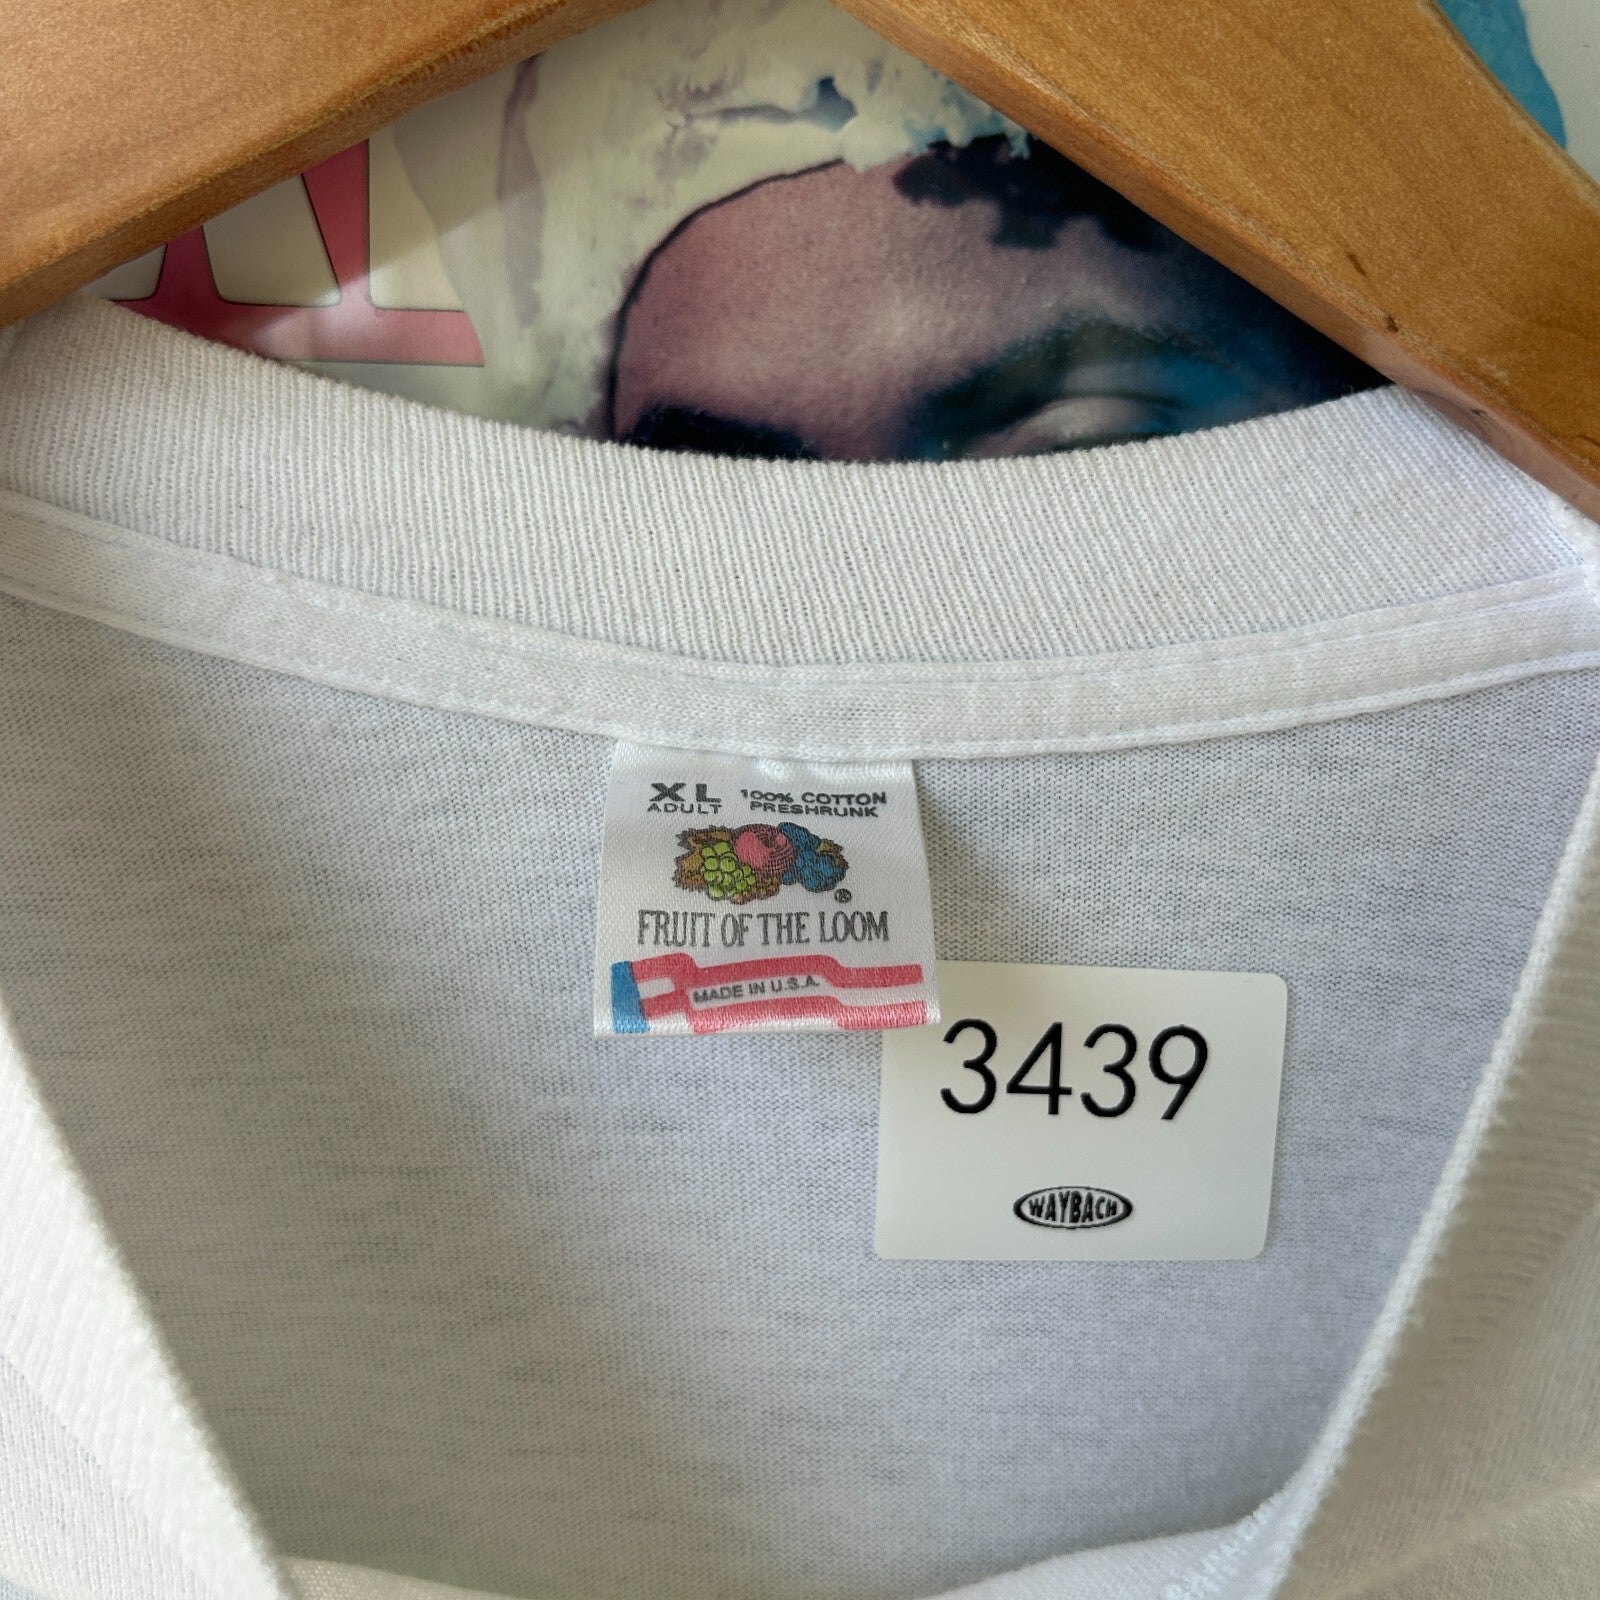 XL 100% COTTON
ADULT PRESHRUNK
®
FRUIT OF THE LOOM
MADE IN U.S.A.
3439
WAYBACH